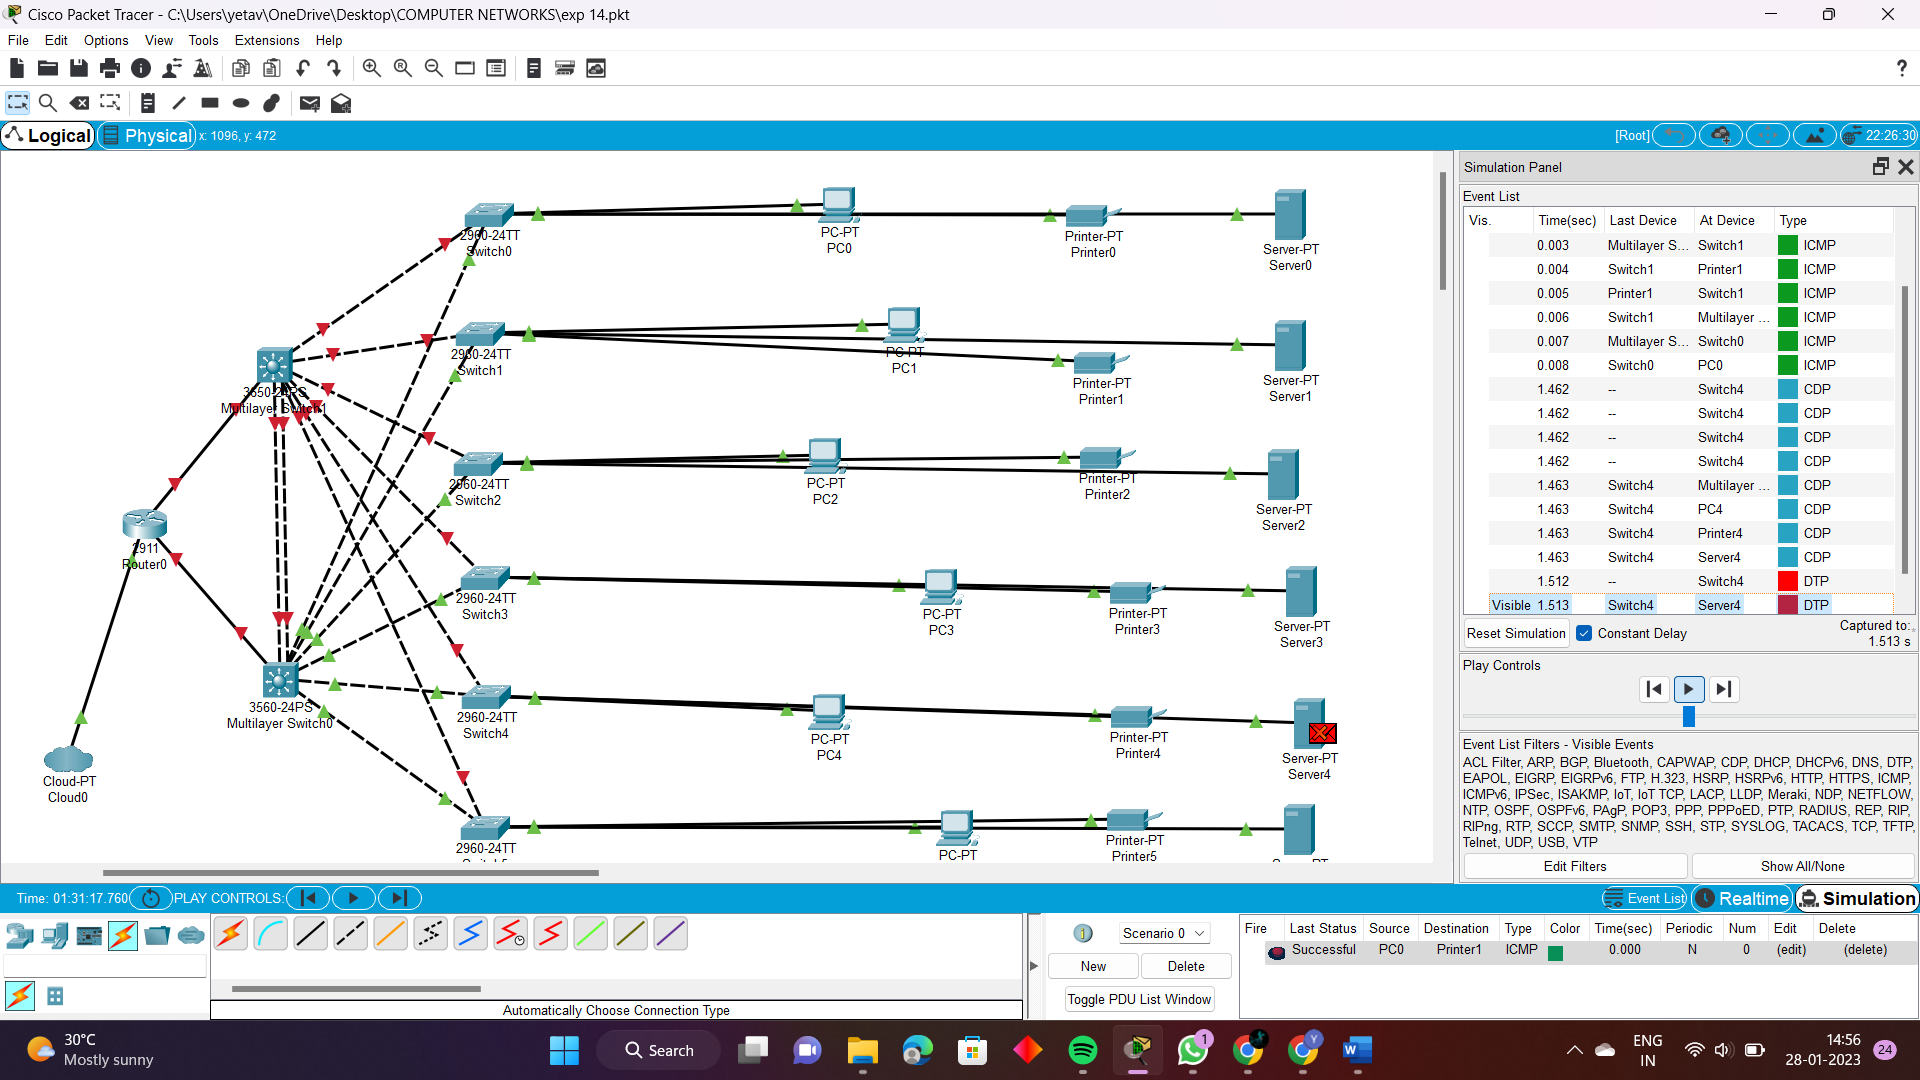 Cisco Packet Tracer - C:\Users\yetav\OneDrive\Desktop\COMPUTER NETWORKS\exp 14.pkt
File Edit Options View Tools Extensions Help
Logical Physical x: 1096, y: 472 [Root] 22:26:30
2960-24TT
Switch0
PC-PT
PC0
Printer-PT
Printer0
Server-PT
Server0
2960-24TT
Switch1
PC-PT
PC1
Printer-PT
Printer1
Server-PT
Server1
3650-24PS
Multilayer Switch1
2960-24TT
Switch2
PC-PT
PC2
Printer-PT
Printer2
Server-PT
Server2
2911
Router0
2960-24TT
Switch3
PC-PT
PC3
Printer-PT
Printer3
Server-PT
Server3
3560-24PS
Multilayer Switch0
2960-24TT
Switch4
PC-PT
PC4
Printer-PT
Printer4
Server-PT
Server4
Cloud-PT
Cloud0
2960-24TT
PC-PT
Printer-PT
Printer5
Simulation Panel
Event List
Vis. Time(sec) Last Device At Device Type
0.003 Multilayer S... Switch1 ICMP
0.004 Switch1 Printer1 ICMP
0.005 Printer1 Switch1 ICMP
0.006 Switch1 Multilayer ... ICMP
0.007 Multilayer S... Switch0 ICMP
0.008 Switch0 PC0 ICMP
1.462 -- Switch4 CDP
1.462 -- Switch4 CDP
1.462 -- Switch4 CDP
1.462 -- Switch4 CDP
1.463 Switch4 Multilayer ... CDP
1.463 Switch4 PC4 CDP
1.463 Switch4 Printer4 CDP
1.463 Switch4 Server4 CDP
1.512 -- Switch4 DTP
Visible 1.513 Switch4 Server4 DTP
Reset Simulation Constant Delay Captured to:
1.513 s
Play Controls
Event List Filters - Visible Events
ACL Filter, ARP, BGP, Bluetooth, CAPWAP, CDP, DHCP, DHCPv6, DNS, DTP,
EAPOL, EIGRP, EIGRPv6, FTP, H.323, HSRP, HSRPv6, HTTP, HTTPS, ICMP,
ICMPv6, IPSec, ISAKMP, IoT, IoT TCP, LACP, LLDP, Meraki, NDP, NETFLOW,
NTP, OSPF, OSPFv6, PAgP, POP3, PPP, PPPoED, PTP, RADIUS, REP, RIP,
RIPng, RTP, SCCP, SMTP, SNMP, SSH, STP, SYSLOG, TACACS, TCP, TFTP,
Telnet, UDP, USB, VTP
Edit Filters Show All/None
Time: 01:31:17.760 PLAY CONTROLS: Event List Realtime Simulation
Automatically Choose Connection Type
Scenario 0
New Delete
Toggle PDU List Window
Fire Last Status Source Destination Type Color Time(sec) Periodic Num Edit Delete
Successful PC0 Printer1 ICMP 0.000 N 0 (edit) (delete)
30°C
Mostly sunny
Search
1
Y
ENG
IN
14:56
28-01-2023
24